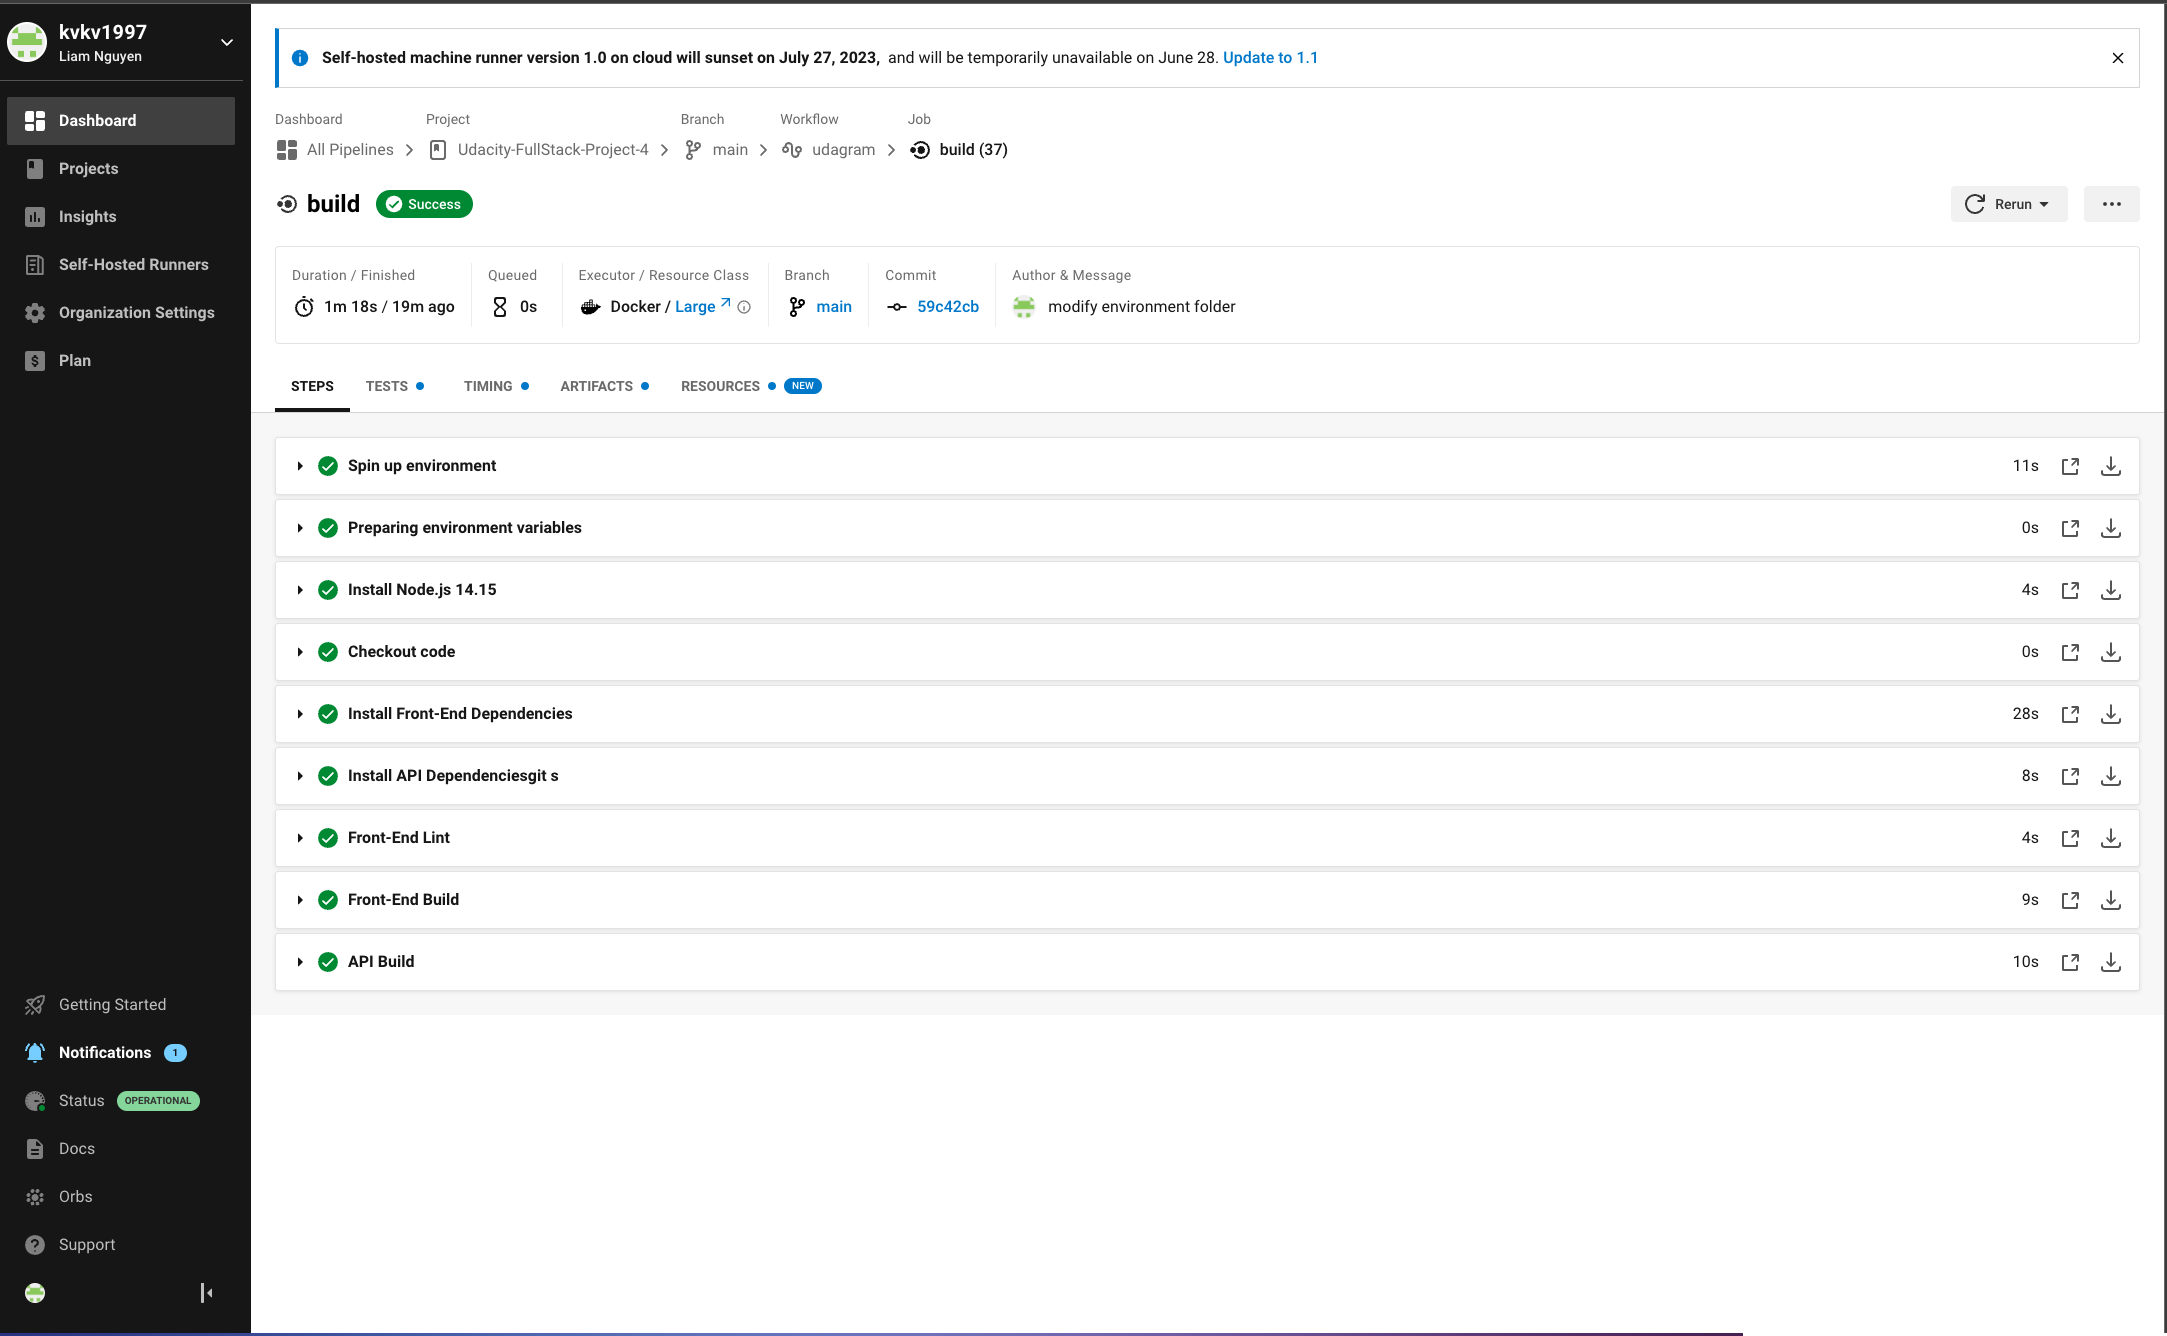 kvkv1997
Liam Nguyen
Dashboard
Projects
Insights
Self-Hosted Runners
Organization Settings
Plan
Getting Started
Notifications 1
Status OPERATIONAL
Docs
Orbs
Support
Self-hosted machine runner version 1.0 on cloud will sunset on July 27, 2023, and will be temporarily unavailable on June 28. Update to 1.1
Dashboard Project Branch Workflow Job
All Pipelines Udacity-FullStack-Project-4 main udagram build (37)
build Success Rerun
Duration / Finished Queued Executor / Resource Class Branch Commit Author & Message
1m 18s / 19m ago 0s Docker / Large main 59c42cb modify environment folder
STEPS TESTS TIMING ARTIFACTS RESOURCES NEW
Spin up environment 11s
Preparing environment variables 0s
Install Node.js 14.15 4s
Checkout code 0s
Install Front-End Dependencies 28s
Install API Dependenciesgit s 8s
Front-End Lint 4s
Front-End Build 9s
API Build 10s